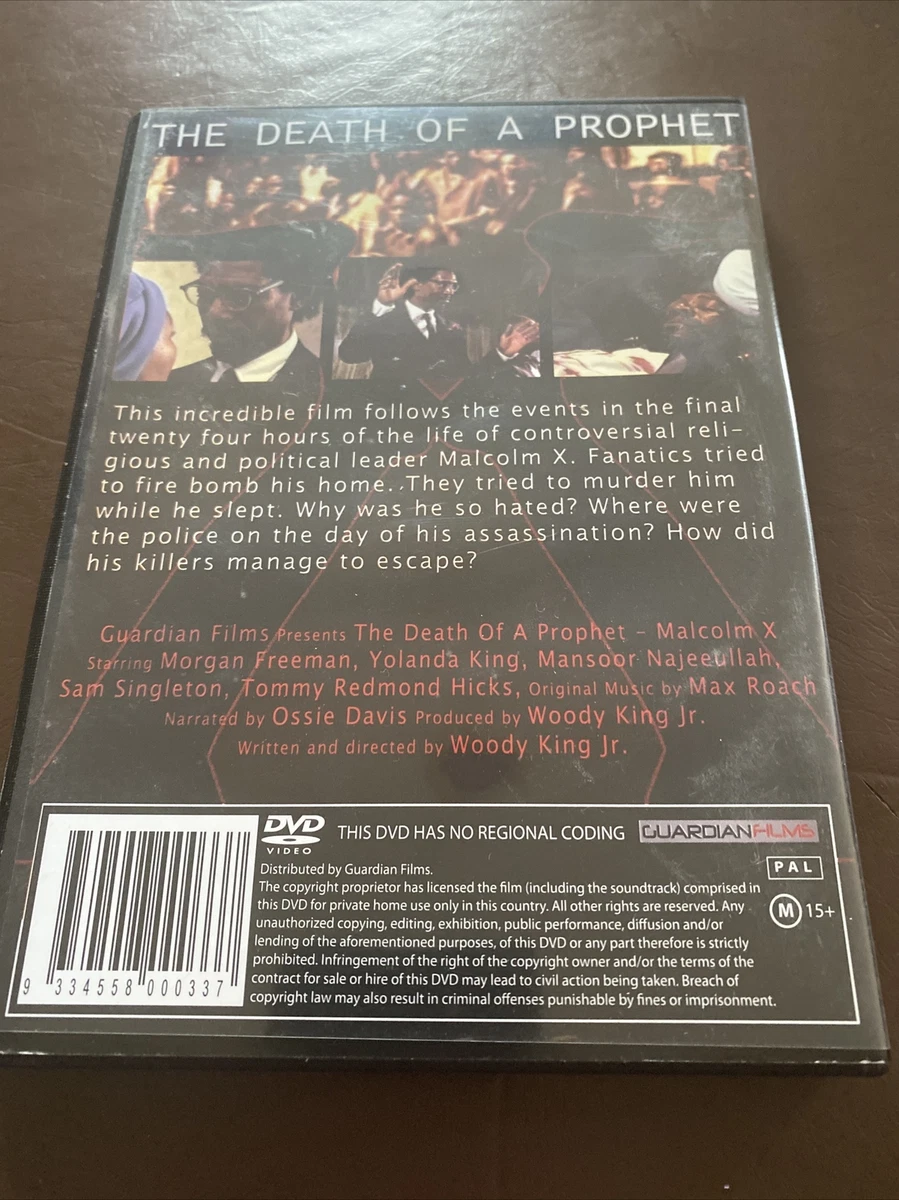 'THE DEATH OF A PROPHET
This incredible film follows the events in the final
twenty four hours of the life of controversial reli-
gious and political leader Malcolm X. Fanatics tried
to fire bomb his home. .They tried to murder him
while he slept. Why was he so hated? Where were
the police on the day of his assassination? How did
his killers manage to escape?
Guardian Films Presents The Death Of A Prophet - Malcolm X
Starring Morgan Freeman, Yolanda King, Mansoor Najeeullah,
Sam Singleton, Tommy Redmond Hicks, Original Music by Max Roach
Narrated by Ossie Davis Produced by Woody King Jr.
Written and directed by Woody King Jr.
DVD VIDEO THIS DVD HAS NO REGIONAL CODING GUARDIANFILMS
Distributed by Guardian Films.
The copyright proprietor has licensed the film (including the soundtrack) comprised in
this DVD for private home use only in this country. All other rights are reserved. Any
unauthorized copying, editing, exhibition, public performance, diffusion and/or
lending of the aforementioned purposes, of this DVD or any part therefore is strictly
prohibited. Infringement of the right of the copyright owner and/or the terms of the
contract for sale or hire of this DVD may lead to civil action being taken. Breach of
copyright law may also result in criminal offenses punishable by fines or imprisonment.
PAL
M 15+
9 334558 000337